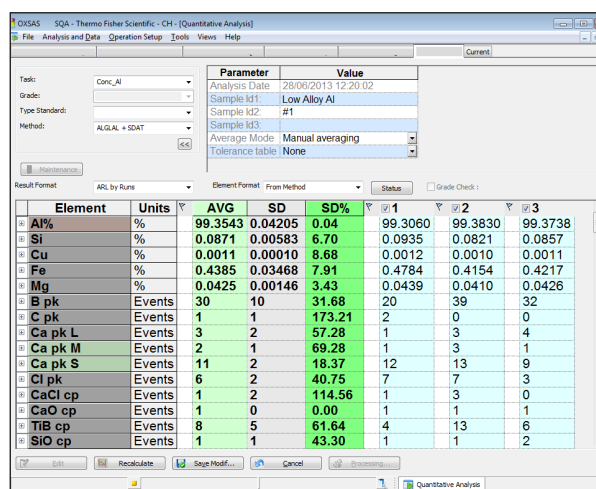 OXSAS SQA - Thermo Fisher Scientific - CH - [Quantitative Analysis]
File Analysis and Data Operation Setup Tools Views Help
Current
Task: Conc_Al
Grade:
Type Standard:
Method: ALGLAL + SDAT
<<
Maintenance
Parameter Value
Analysis Date 28/06/2013 12:20:02
Sample Id1: Low Alloy Al
Sample Id2: #1
Sample Id3:
Average Mode Manual averaging
Tolerance table None
Result Format ARL by Runs Element Format From Method Status Grade Check :
Element Units AVG SD SD% 1 2 3
Al% % 99.3543 0.04205 0.04 99.3060 99.3830 99.3738
Si % 0.0871 0.00583 6.70 0.0935 0.0821 0.0857
Cu % 0.0011 0.00010 8.68 0.0012 0.0010 0.0011
Fe % 0.4385 0.03468 7.91 0.4784 0.4154 0.4217
Mg % 0.0425 0.00146 3.43 0.0439 0.0410 0.0426
B pk Events 30 10 31.68 20 39 32
C pk Events 1 1 173.21 2 0 0
Ca pk L Events 3 2 57.28 1 3 4
Ca pk M Events 2 1 69.28 1 3 1
Ca pk S Events 11 2 18.37 12 13 9
Cl pk Events 6 2 40.75 7 7 3
CaCl cp Events 1 2 114.56 1 3 0
CaO cp Events 1 0 0.00 1 1 1
TiB cp Events 8 5 61.64 4 13 6
SiO cp Events 1 1 43.30 1 1 2
Edit Recalculate Save Modif... Cancel Processing...
Quantitative Analysis